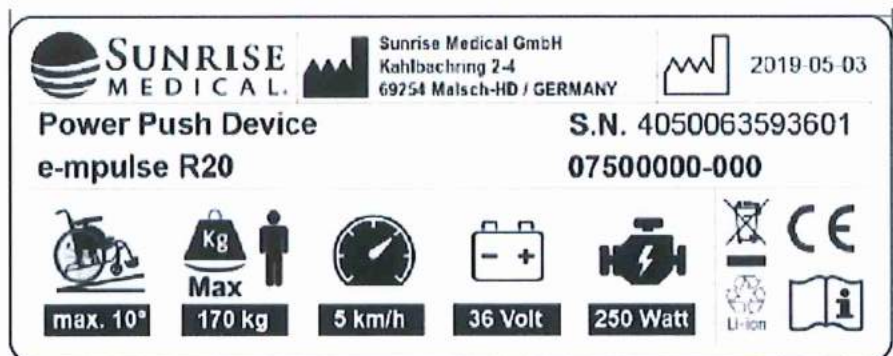 SUNRISE
MEDICAL.
Sunrise Medical GmbH
Kahlbachring 2-4
69254 Malsch-HD / GERMANY
2019-05-03
Power Push Device
S.N. 4050063593601
e-mpulse R20
07500000-000
Kg
Max
max. 10°
170 kg
5 km/h
36 Volt
250 Watt
CE
Li-ion
i